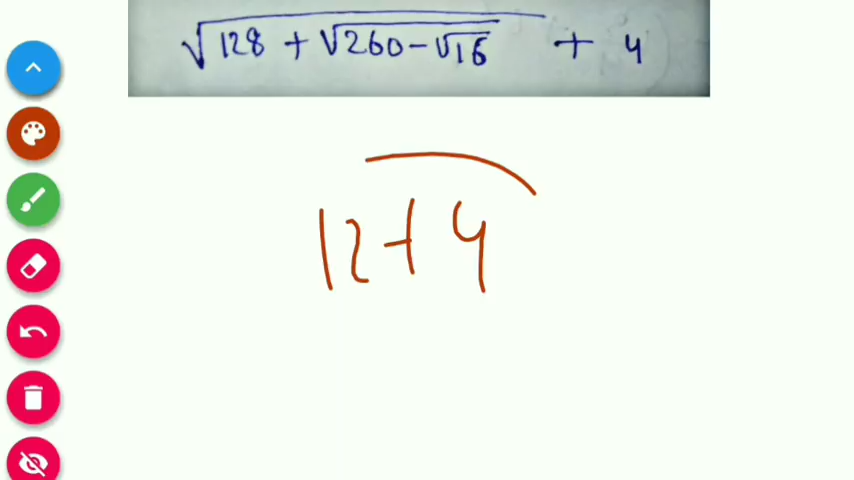 √128 + √260 - √16 + 4
12 + 4